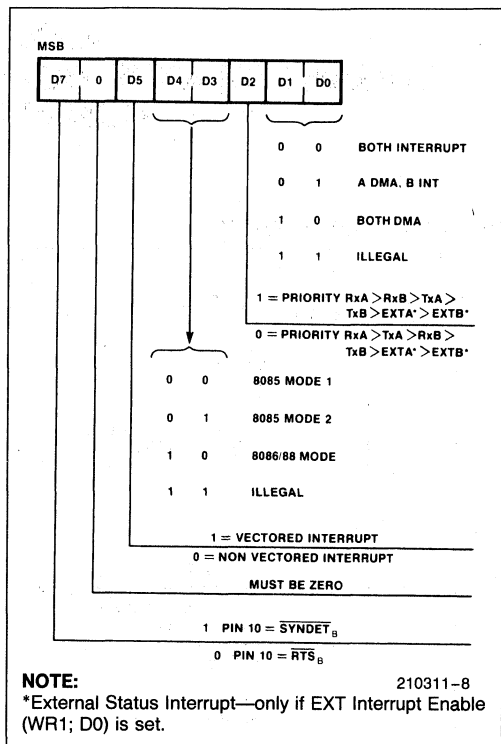 MSB
D7 0 D5 D4 D3 D2 D1 D0
0 0 BOTH INTERRUPT
0 1 A DMA, B INT
1 0 BOTH DMA
1 1 ILLEGAL
1 = PRIORITY RxA > RxB > TxA >
TxB > EXTA* > EXTB*
0 = PRIORITY RxA > TxA > RxB >
TxB > EXTA* > EXTB*
0 0 8085 MODE 1
0 1 8085 MODE 2
1 0 8086/88 MODE
1 1 ILLEGAL
1 = VECTORED INTERRUPT
0 = NON VECTORED INTERRUPT
MUST BE ZERO
1 PIN 10 = SYNDET B
0 PIN 10 = RTS B
NOTE: 210311-8
*External Status Interrupt—only if EXT Interrupt Enable
(WR1; D0) is set.